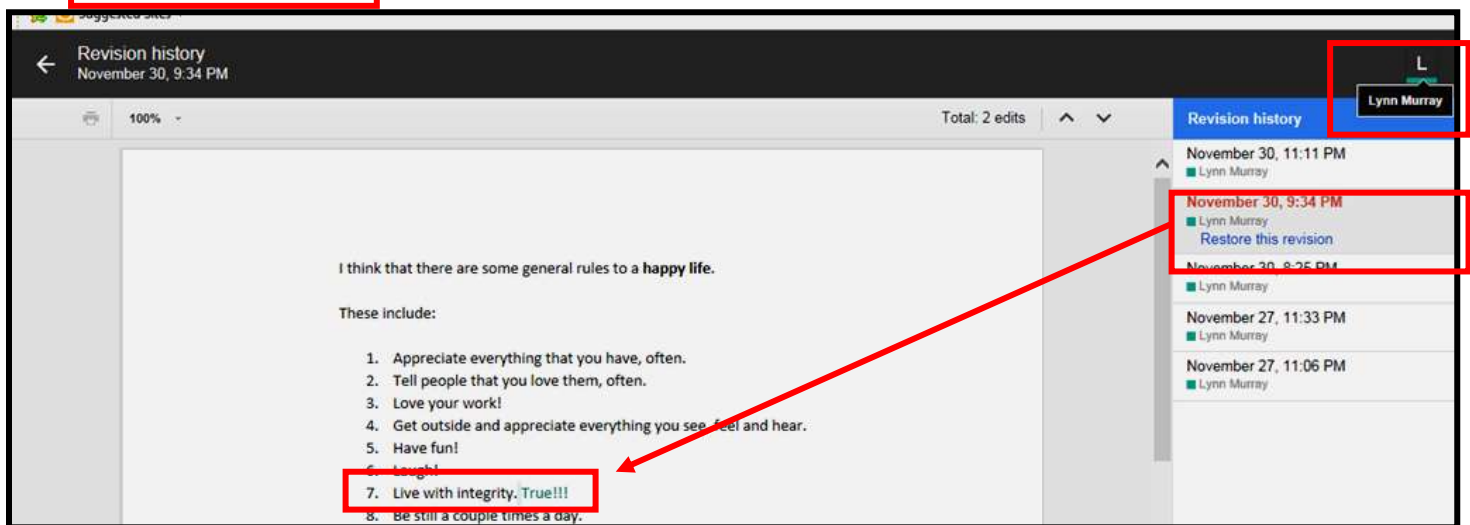 Suggested Sites
Revision history
November 30, 9:34 PM
L
Lynn Murray
100%
Total: 2 edits
Revision history
November 30, 11:11 PM
Lynn Murray
November 30, 9:34 PM
Lynn Murray
Restore this revision
November 30, 8:25 PM
Lynn Murray
November 27, 11:33 PM
Lynn Murray
November 27, 11:06 PM
Lynn Murray
I think that there are some general rules to a happy life.
These include:
1. Appreciate everything that you have, often.
2. Tell people that you love them, often.
3. Love your work!
4. Get outside and appreciate everything you see, feel and hear.
5. Have fun!
6. Laugh!
7. Live with integrity. True!!!
8. Be still a couple times a day.